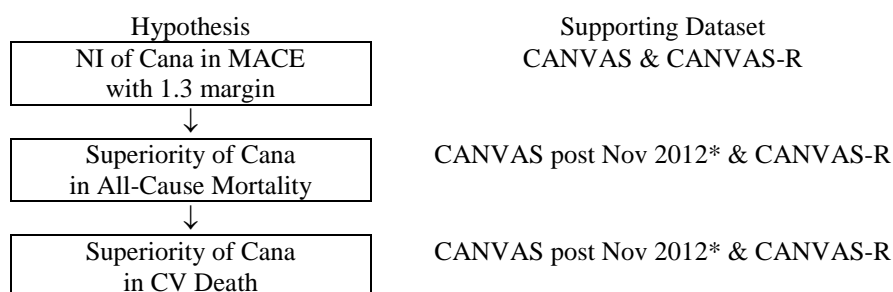 Hypothesis Supporting Dataset
NI of Cana in MACE CANVAS & CANVAS-R
with 1.3 margin
↓
Superiority of Cana CANVAS post Nov 2012* & CANVAS-R
in All-Cause Mortality
↓
Superiority of Cana CANVAS post Nov 2012* & CANVAS-R
in CV Death